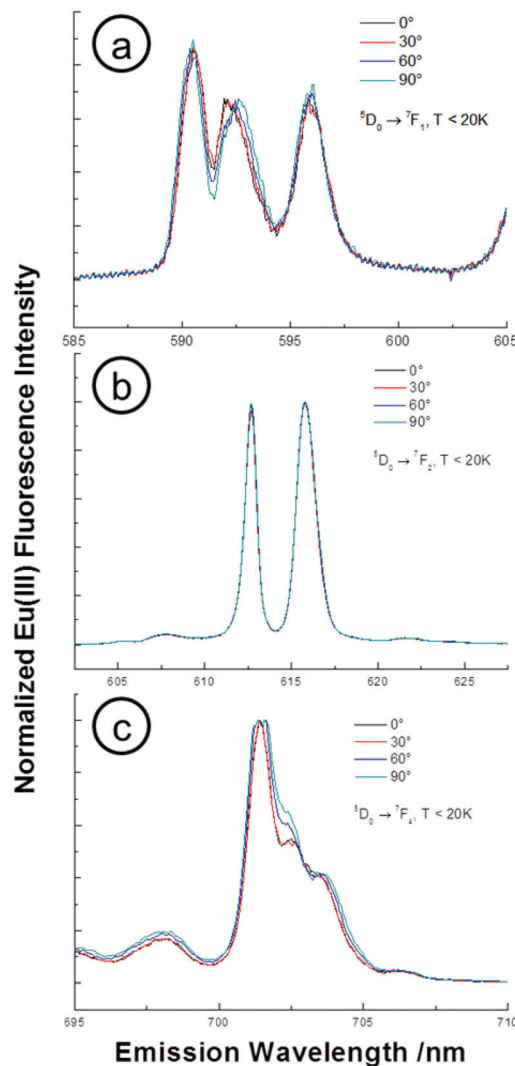 Normalized Eu(III) Fluorescence Intensity
a
0°
30°
60°
90°
⁵D₀ → ⁷F₁, T < 20K
585 590 595 600 605
b
0°
30°
60°
90°
⁵D₀ → ⁷F₂, T < 20K
605 610 615 620 625
c
0°
30°
60°
90°
⁵D₀ → ⁷F₄, T < 20K
695 700 705 710
Emission Wavelength /nm